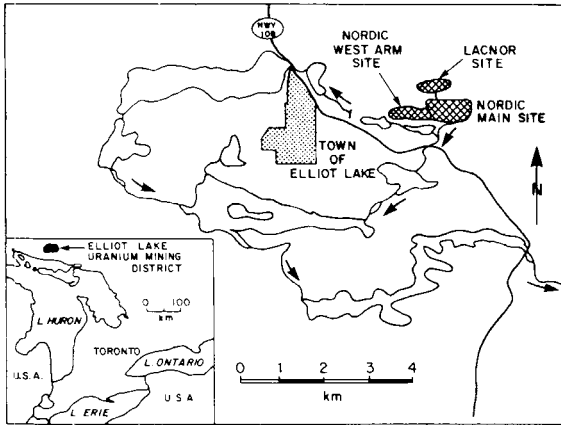 HWY
108
NORDIC
WEST ARM
SITE
LACNOR
SITE
NORDIC
MAIN SITE
TOWN
OF
ELLIOT LAKE
N
ELLIOT LAKE
URANIUM MINING
DISTRICT
0 100
km
L. HURON
TORONTO
L. ONTARIO
U.S.A.
L. ERIE
U S A
0 1 2 3 4
km